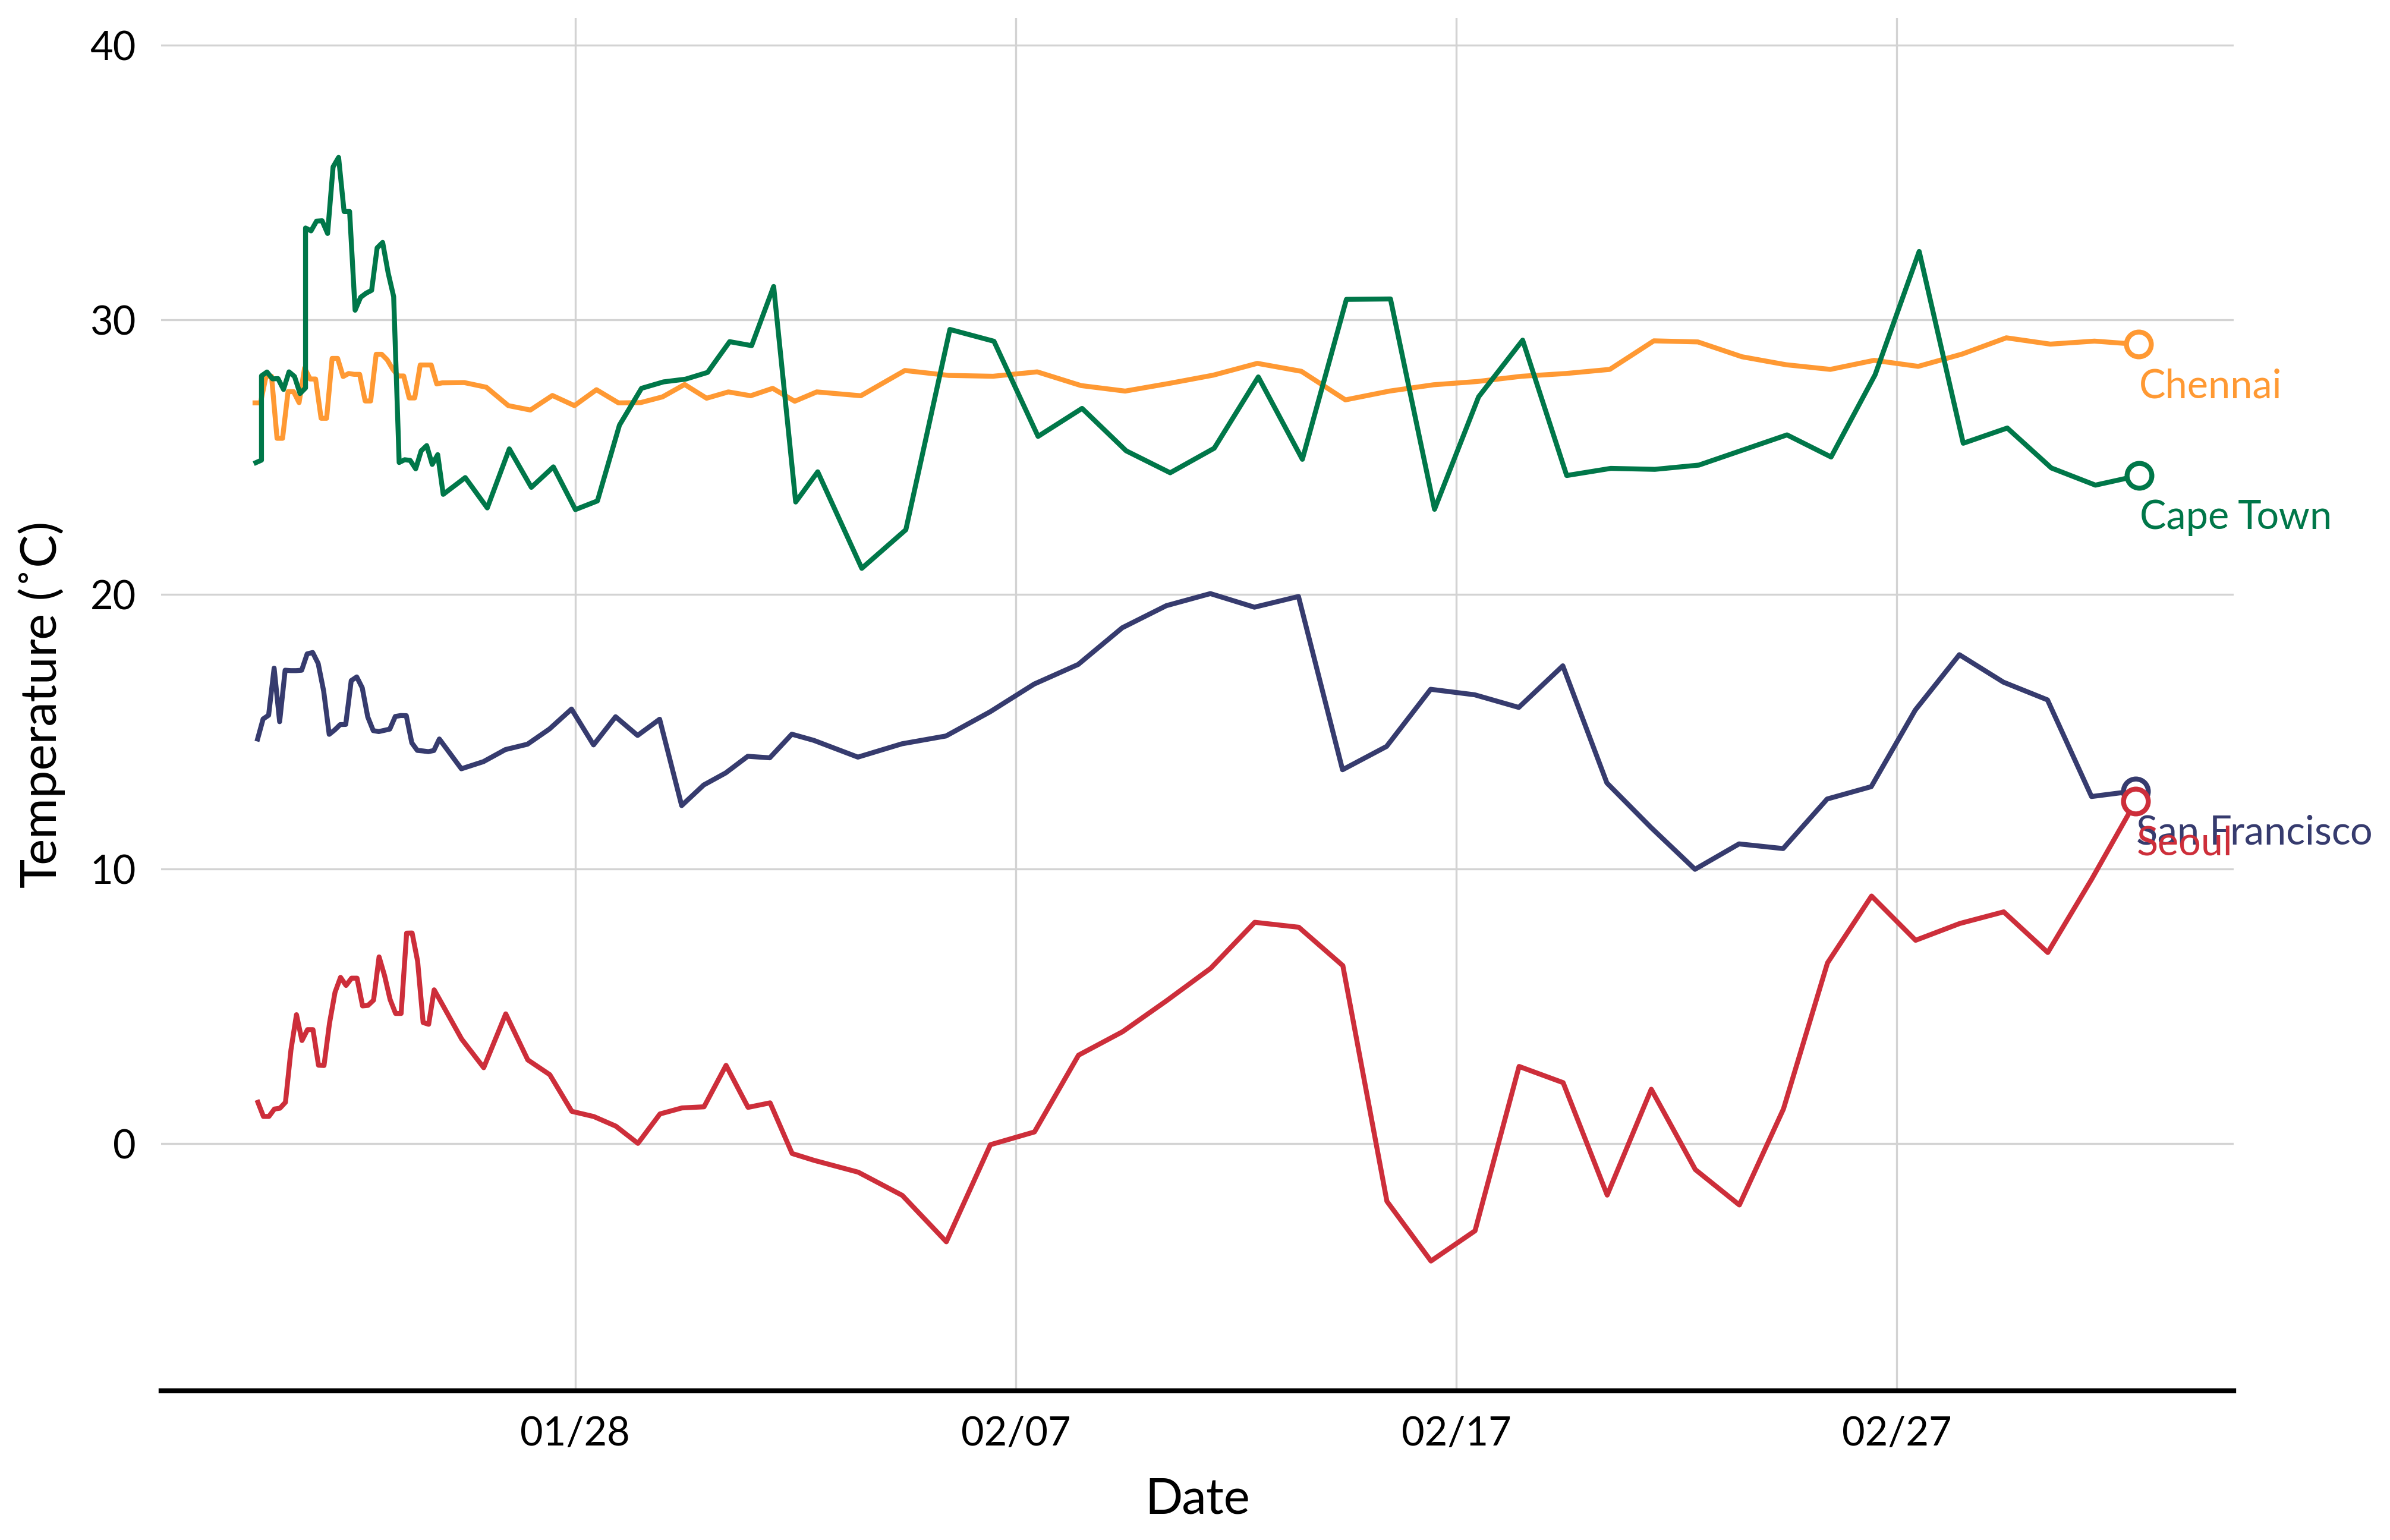 40
30
20
10
0
Temperature (°C)
Chennai
Cape Town
San Francisco
Seoul
01/28
02/07
02/17
02/27
Date